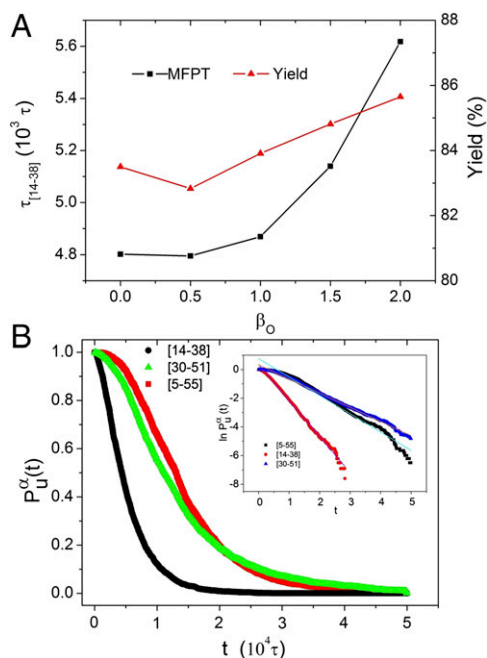 A
τ[14-38] (10³ τ)
5.6
5.4
5.2
5.0
4.8
MFPT
Yield
88
86
84
82
80
Yield (%)
0.0 0.5 1.0 1.5 2.0
βO
B
Pᵤᵅ(t)
1.0
0.8
0.6
0.4
0.2
0.0
[14-38]
[30-51]
[5-55]
ln Pᵤᵅ(t)
2
0
-2
-4
-6
-8
[5-55]
[14-38]
[30-51]
0 1 2 3 4 5
t
0 1 2 3 4 5
t (10⁴τ)